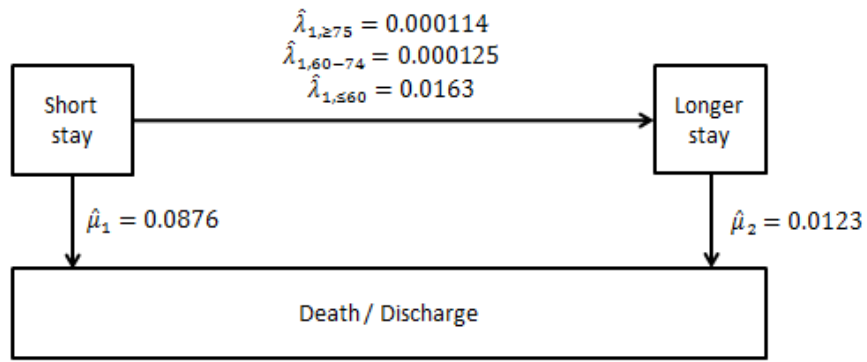 λ̂₁,≥₇₅ = 0.000114
λ̂₁,₆₀₋₇₄ = 0.000125
λ̂₁,≤₆₀ = 0.0163
Short
stay
Longer
stay
μ̂₁ = 0.0876
μ̂₂ = 0.0123
Death / Discharge